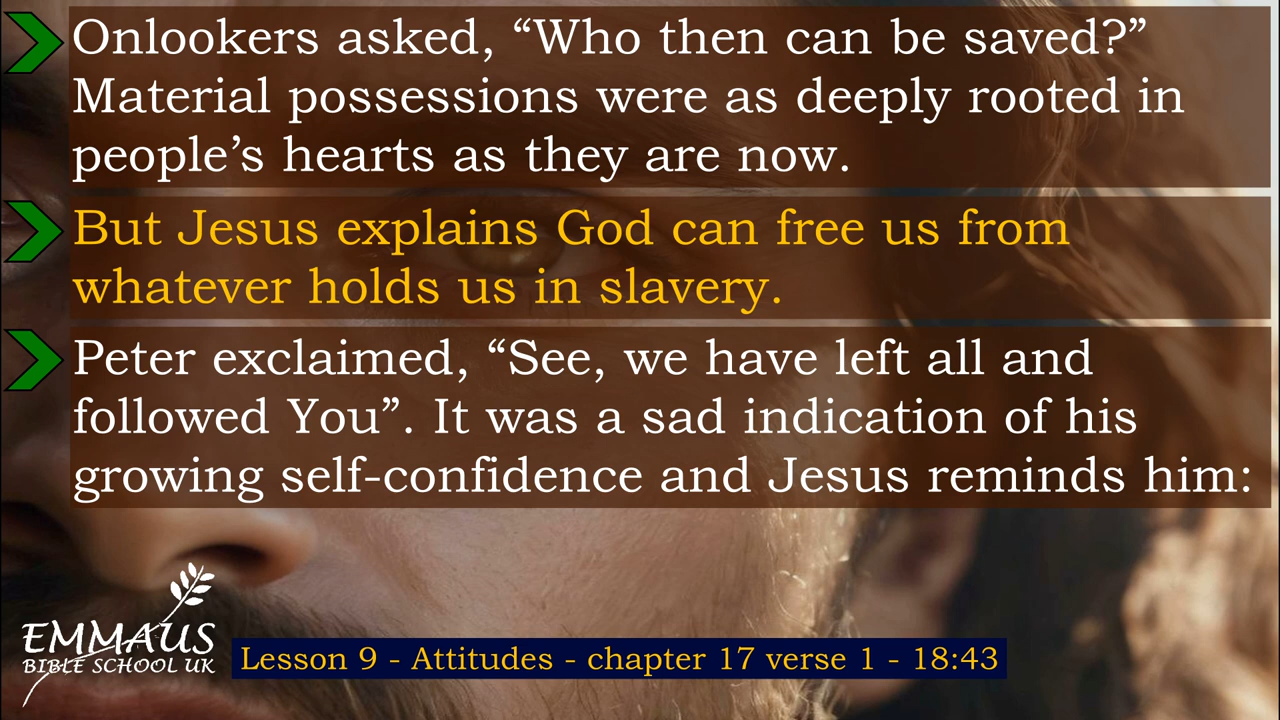 Onlookers asked, “Who then can be saved?”
Material possessions were as deeply rooted in
people’s hearts as they are now.
But Jesus explains God can free us from
whatever holds us in slavery.
Peter exclaimed, “See, we have left all and
followed You”. It was a sad indication of his
growing self-confidence and Jesus reminds him:
EMMAUS
BIBLE SCHOOL UK
Lesson 9 - Attitudes - chapter 17 verse 1 - 18:43